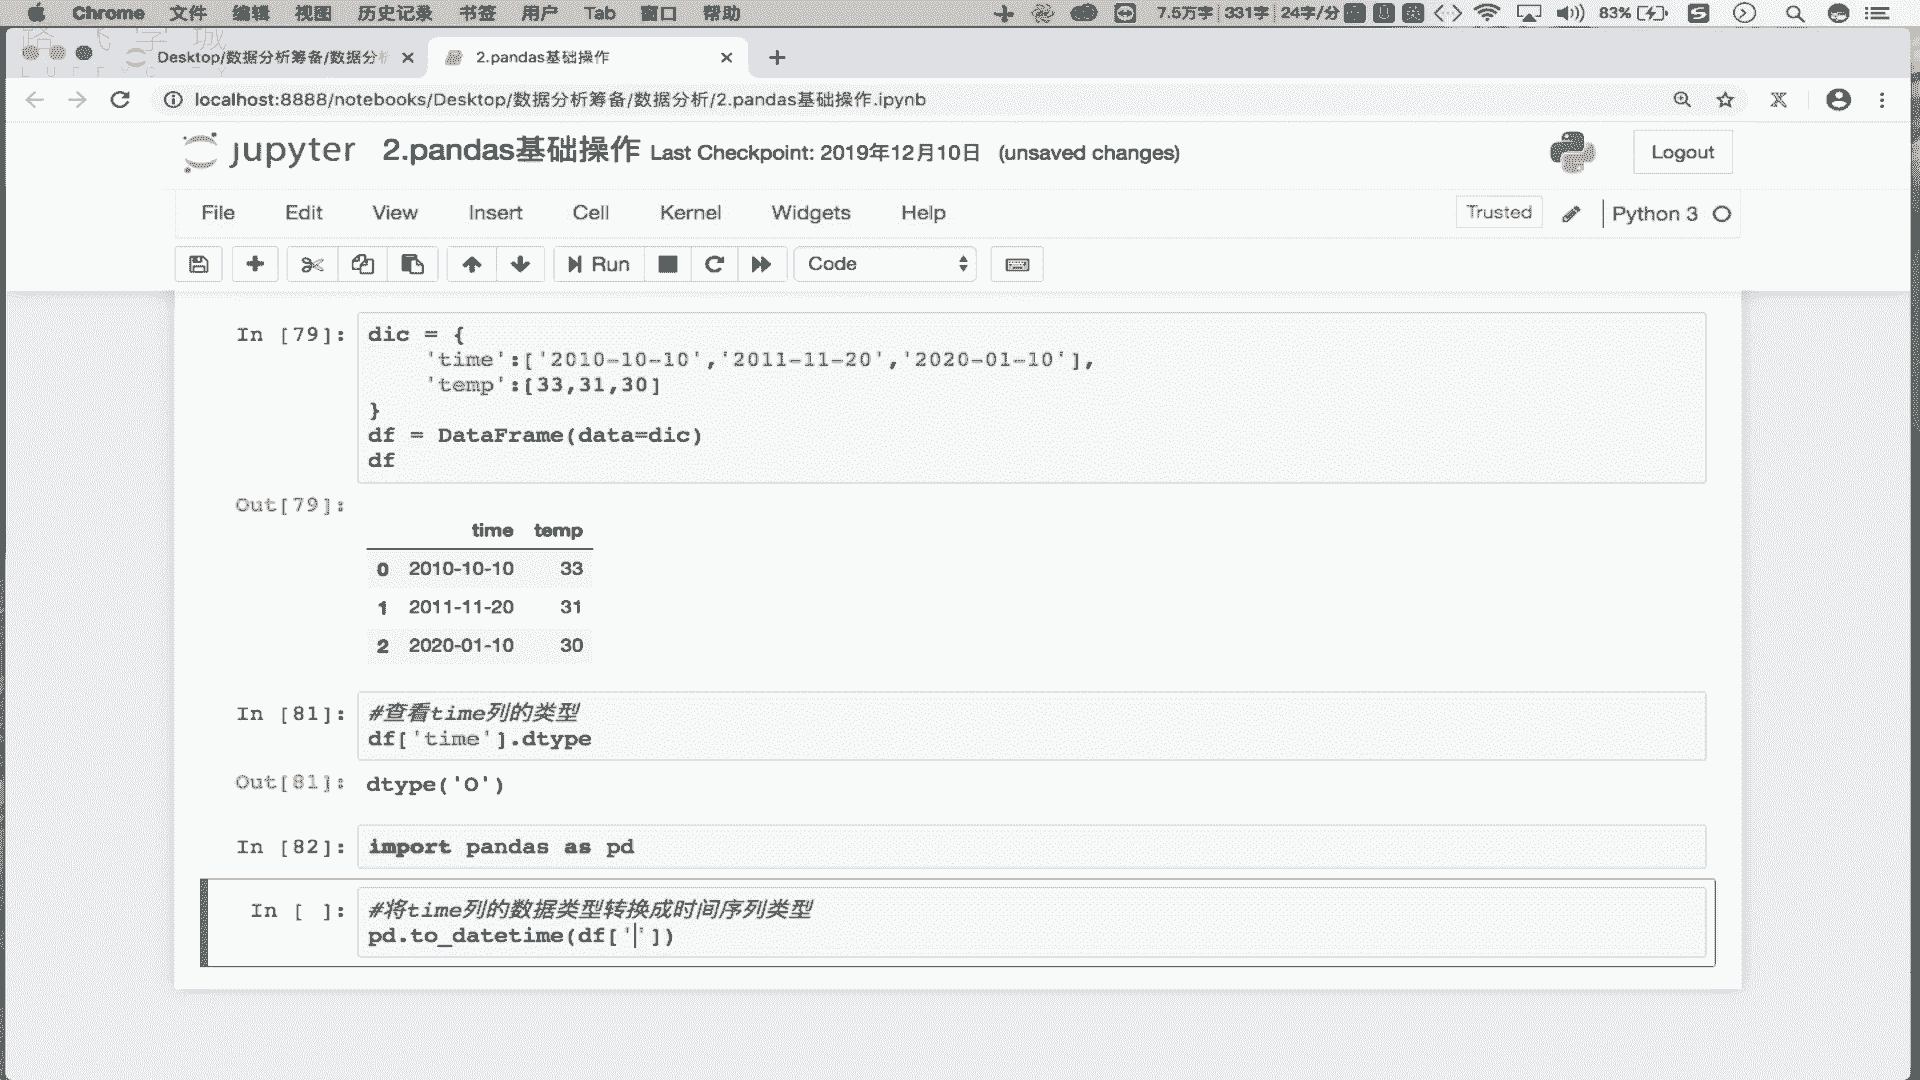 Chrome 文件 编辑 视图 历史记录 书签 用户 Tab 窗口 帮助 7.5万字 331字 24字/分 83%
路飞学城
Desktop/数据分析筹备/数据分析 2.pandas基础操作
localhost:8888/notebooks/Desktop/数据分析筹备/数据分析/2.pandas基础操作.ipynb
jupyter 2.pandas基础操作 Last Checkpoint: 2019年12月10日 (unsaved changes) Logout
File Edit View Insert Cell Kernel Widgets Help Trusted Python 3
Run Code
In [79]: dic = {
'time':['2010-10-10','2011-11-20','2020-01-10'],
'temp':[33,31,30]
}
df = DataFrame(data=dic)
df
Out[79]:
time temp
0 2010-10-10 33
1 2011-11-20 31
2 2020-01-10 30
In [81]: #查看time列的类型
df['time'].dtype
Out[81]: dtype('O')
In [82]: import pandas as pd
In [ ]: #将time列的数据类型转换成时间序列类型
pd.to_datetime(df[''])